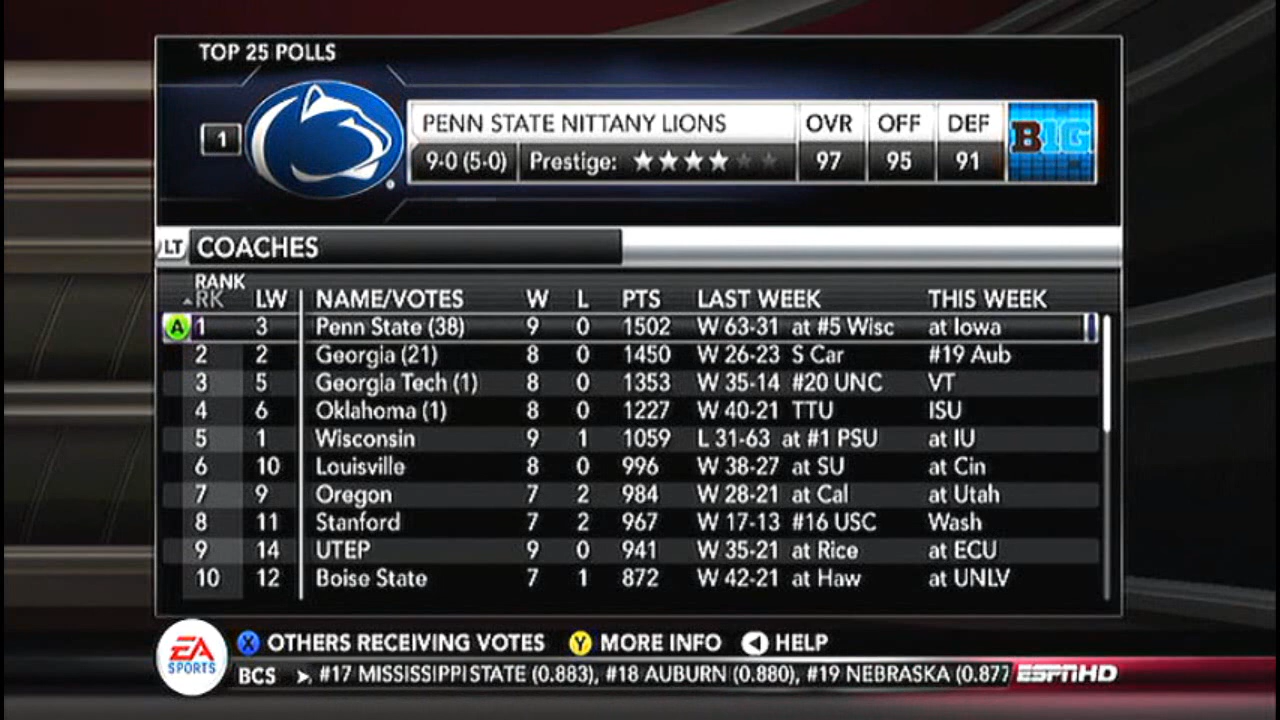 TOP 25 POLLS
1
PENN STATE NITTANY LIONS OVR OFF DEF BIG
9-0 (5-0) Prestige: 97 95 91
LT COACHES
RANK
RK LW NAME/VOTES W L PTS LAST WEEK THIS WEEK
A 1 3 Penn State (38) 9 0 1502 W 63-31 at #5 Wisc at Iowa
2 2 Georgia (21) 8 0 1450 W 26-23 S Car #19 Aub
3 5 Georgia Tech (1) 8 0 1353 W 35-14 #20 UNC VT
4 6 Oklahoma (1) 8 0 1227 W 40-21 TTU ISU
5 1 Wisconsin 9 1 1059 L 31-63 at #1 PSU at IU
6 10 Louisville 8 0 996 W 38-27 at SU at Cin
7 9 Oregon 7 2 984 W 28-21 at Cal at Utah
8 11 Stanford 7 2 967 W 17-13 #16 USC Wash
9 14 UTEP 9 0 941 W 35-21 at Rice at ECU
10 12 Boise State 7 1 872 W 42-21 at Haw at UNLV
EA SPORTS
X OTHERS RECEIVING VOTES Y MORE INFO HELP
BCS #17 MISSISSIPPI STATE (0.883), #18 AUBURN (0.880), #19 NEBRASKA (0.877 ESPNHD